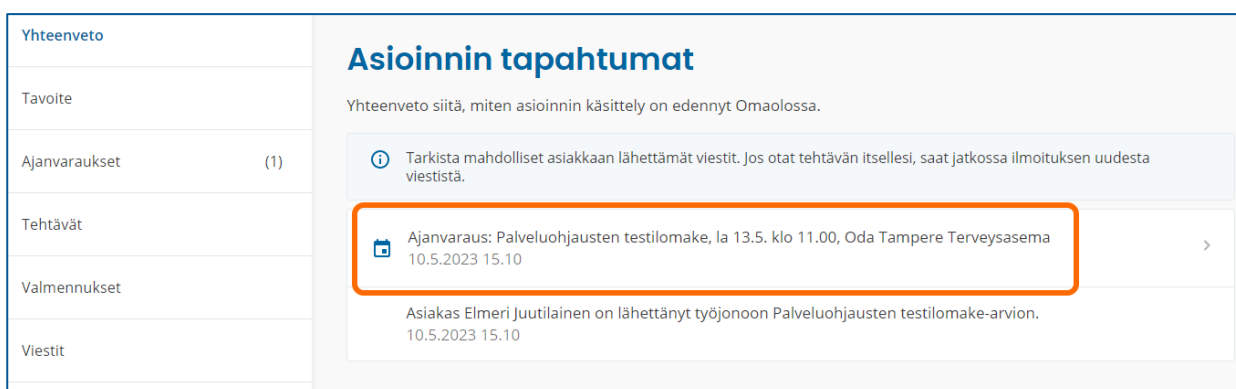 Yhteenveto
Tavoite
Ajanvaraukset (1)
Tehtävät
Valmennukset
Viestit
Asioinnin tapahtumat
Yhteenveto siitä, miten asioinnin käsittely on edennyt Omaolossa.
Tarkista mahdolliset asiakkaan lähettämät viestit. Jos otat tehtävän itsellesi, saat jatkossa ilmoituksen uudesta
viestistä.
Ajanvaraus: Palveluohjausten testilomake, la 13.5. klo 11.00, Oda Tampere Terveysasema
10.5.2023 15.10
Asiakas Elmeri Juutilainen on lähettänyt työjonoon Palveluohjausten testilomake-arvion.
10.5.2023 15.10